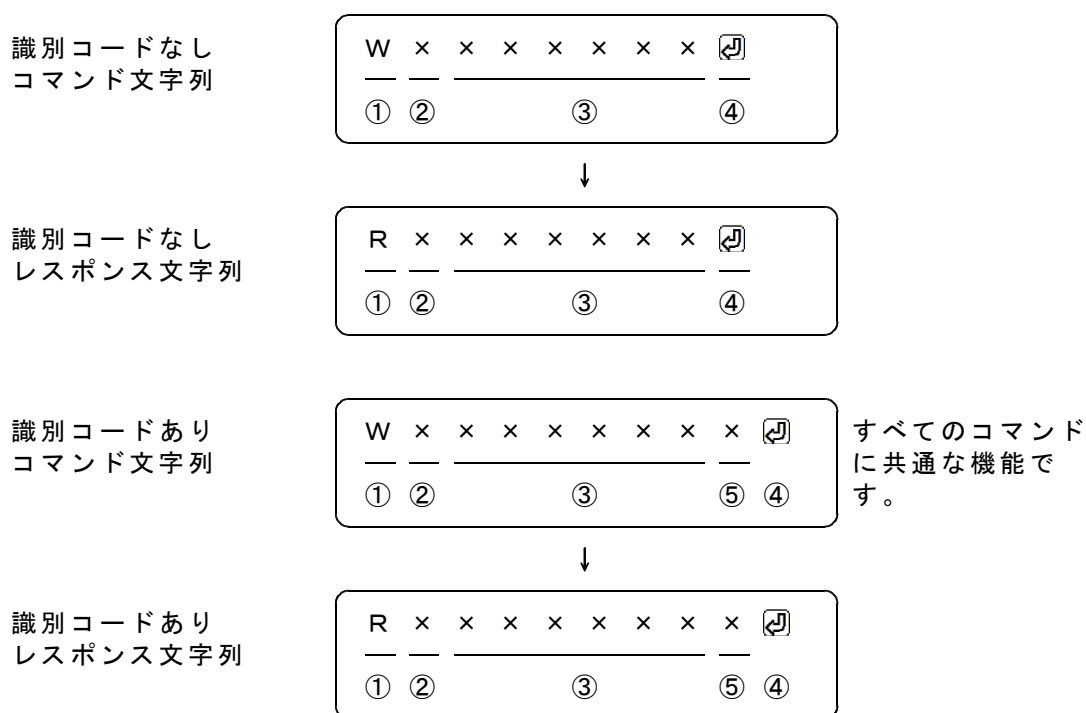 識別コードなし
コマンド文字列
W × × × × × × × ↵
① ② ③ ④
↓
識別コードなし
レスポンス文字列
R × × × × × × × ↵
① ② ③ ④
識別コードあり
コマンド文字列
W × × × × × × × × ↵
① ② ③ ⑤ ④
すべてのコマンド
に共通な機能で
す。
↓
識別コードあり
レスポンス文字列
R × × × × × × × × ↵
① ② ③ ⑤ ④